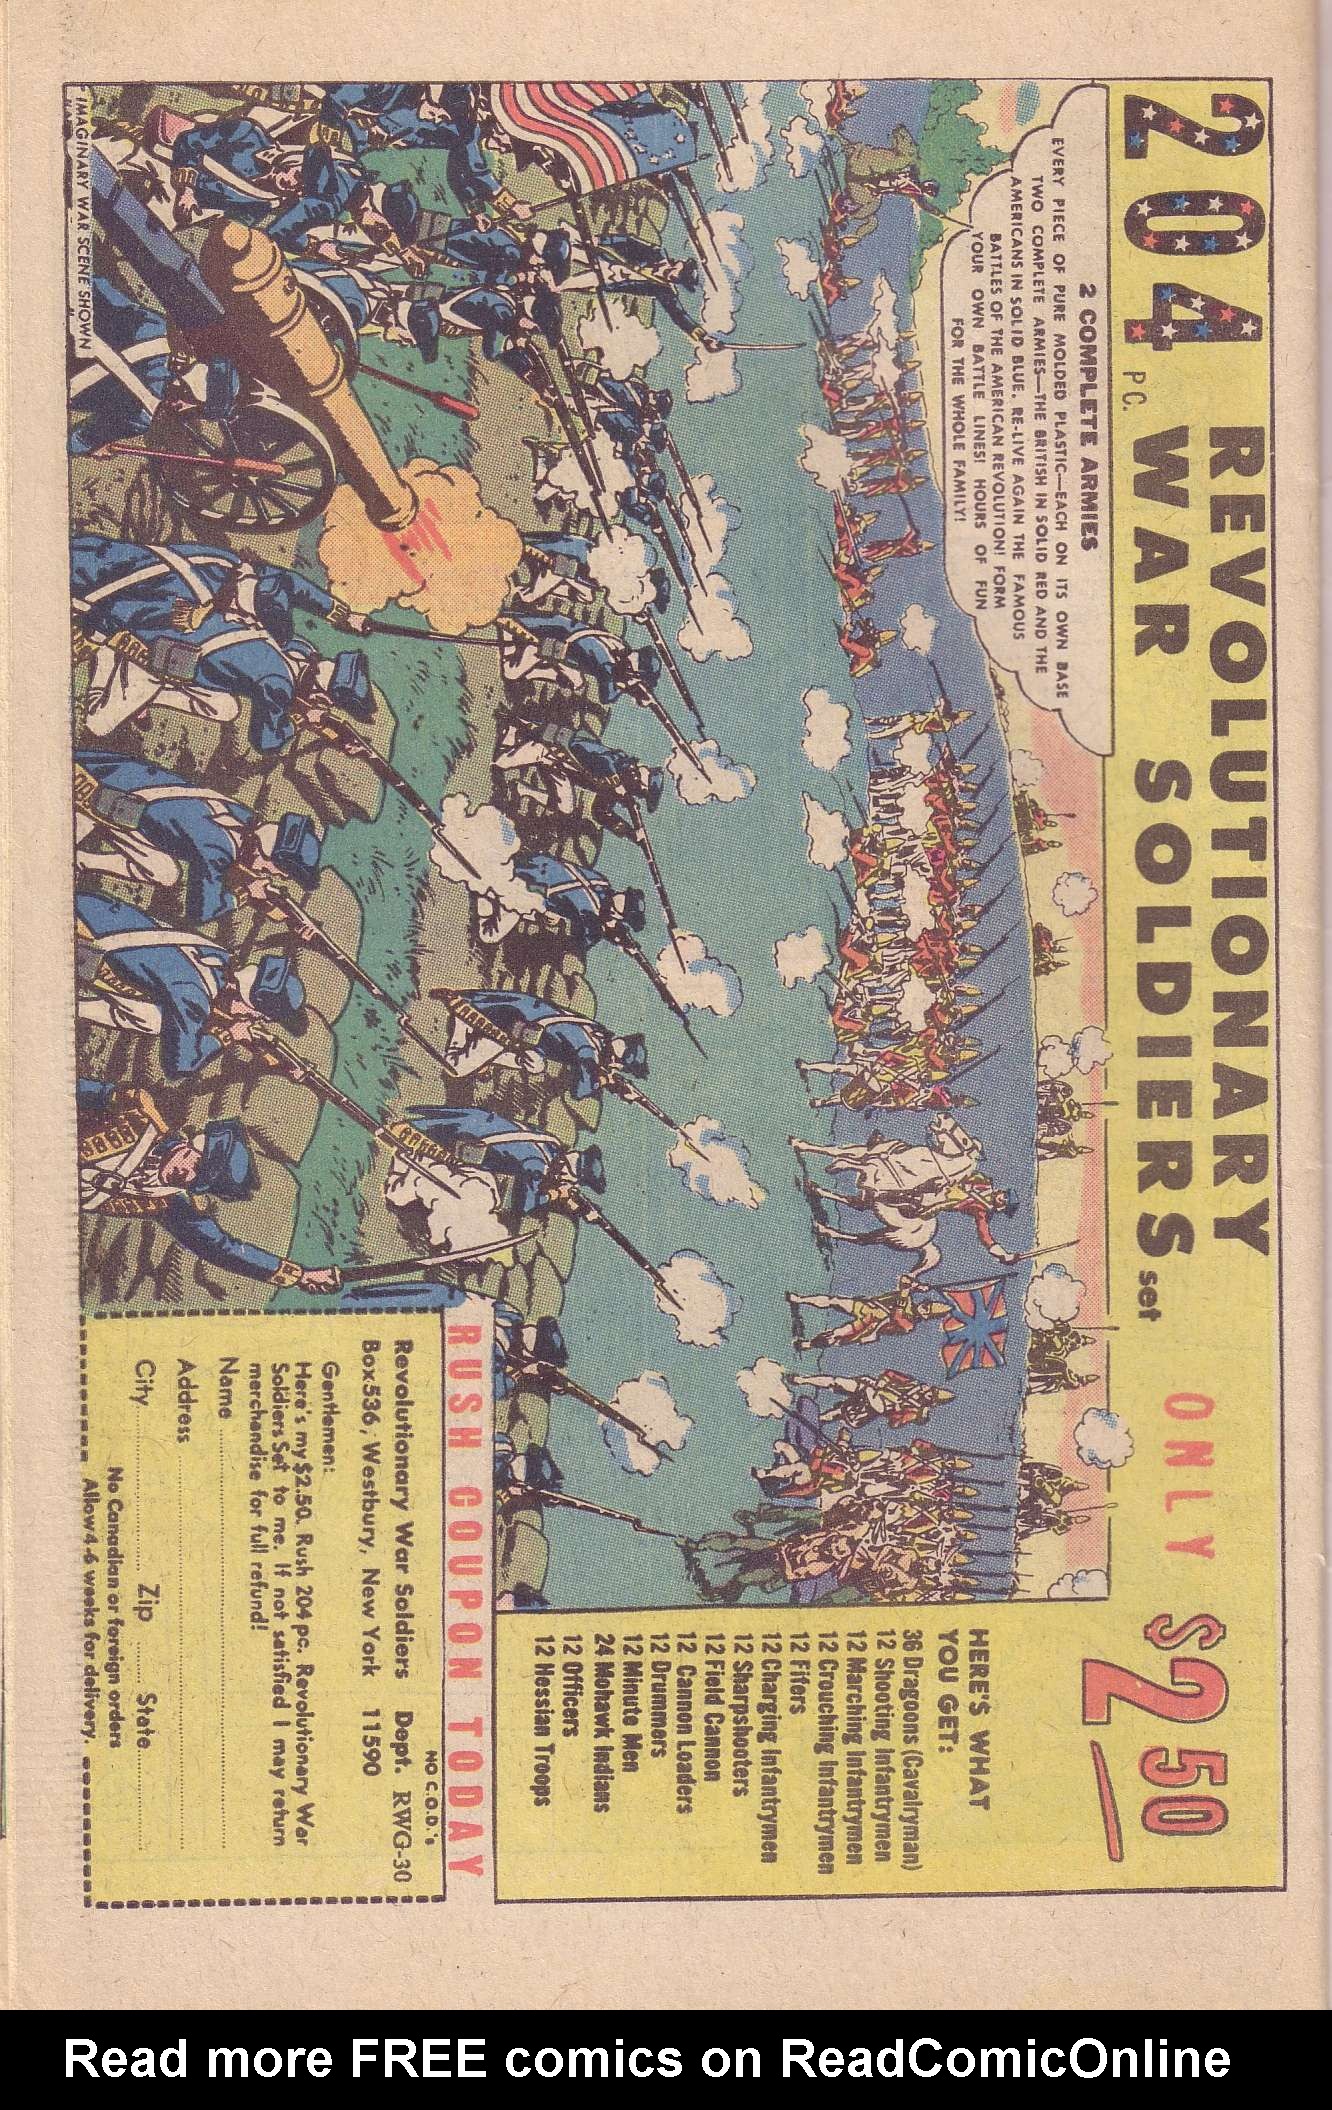 204 PC. REVOLUTIONARY
WAR SOLDIERS set
ONLY $2 50
2 COMPLETE ARMIES
EVERY PIECE OF PURE MOLDED PLASTIC—EACH ON ITS OWN BASE
TWO COMPLETE ARMIES—THE BRITISH IN SOLID RED AND THE
AMERICANS IN SOLID BLUE. RE-LIVE AGAIN THE FAMOUS
BATTLES OF THE AMERICAN REVOLUTION! FORM
YOUR OWN BATTLE LINES! HOURS OF FUN
FOR THE WHOLE FAMILY!
HERE'S WHAT
YOU GET:
36 Dragoons (Cavalryman)
12 Shooting Infantrymen
12 Marching Infantrymen
12 Crouching Infantrymen
12 Fifers
12 Charging Infantrymen
12 Sharpshooters
12 Field Cannon
12 Cannon Loaders
12 Drummers
12 Minute Men
24 Mohawk Indians
12 Officers
12 Hessian Troops
IMAGINARY WAR SCENE SHOWN
RUSH COUPON TODAY
NO C.O.D.'s
Revolutionary War Soldiers Dept. RWG-30
Box 536, Westbury, New York 11590
Gentlemen:
Here's my $2.50. Rush 204 pc. Revolutionary War
Soldiers Set to me. If not satisfied I may return
merchandise for full refund!
Name
Address
City Zip State
No Canadian or foreign orders
Allow 4-6 weeks for delivery.
Read more FREE comics on ReadComicOnline